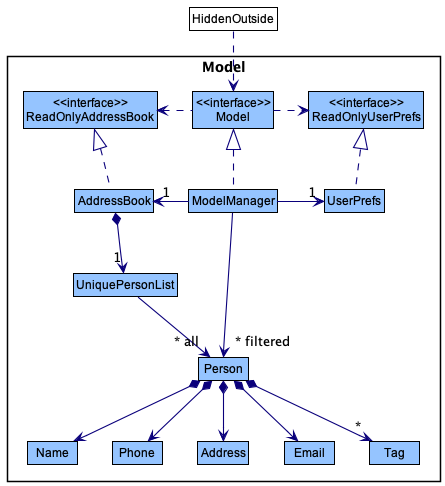 HiddenOutside
Model
<<interface>>
ReadOnlyAddressBook
<<interface>>
Model
<<interface>>
ReadOnlyUserPrefs
AddressBook
1
ModelManager
1
UserPrefs
1
UniquePersonList
* all
* filtered
Person
*
Name
Phone
Address
Email
Tag